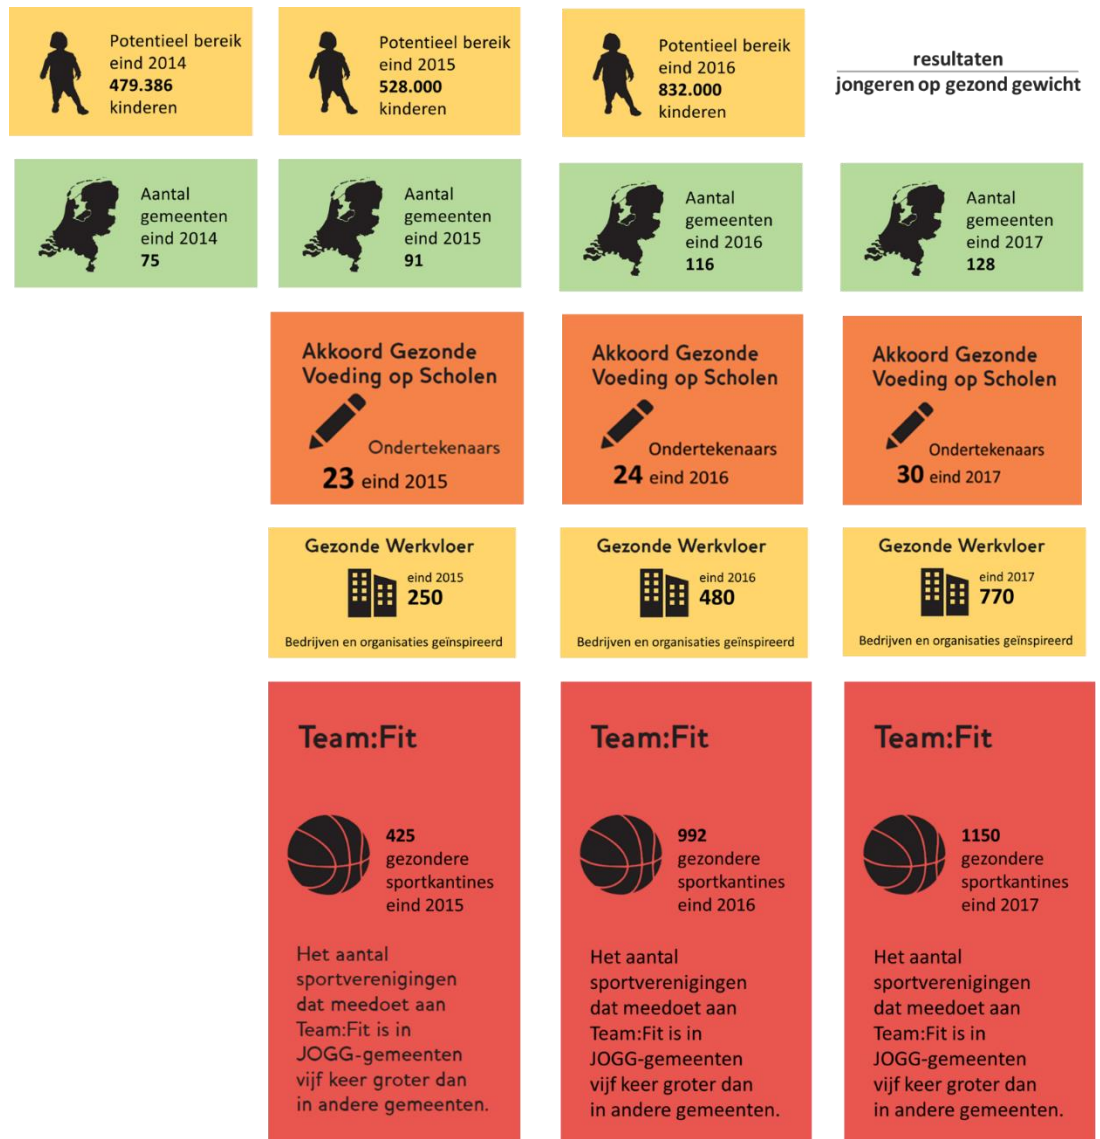 Potentieel bereik
eind 2014
479.386
kinderen
Potentieel bereik
eind 2015
528.000
kinderen
Potentieel bereik
eind 2016
832.000
kinderen
resultaten
jongeren op gezond gewicht
Aantal
gemeenten
eind 2014
75
Aantal
gemeenten
eind 2015
91
Aantal
gemeenten
eind 2016
116
Aantal
gemeenten
eind 2017
128
Akkoord Gezonde
Voeding op Scholen
Ondertekenaars
23 eind 2015
Akkoord Gezonde
Voeding op Scholen
Ondertekenaars
24 eind 2016
Akkoord Gezonde
Voeding op Scholen
Ondertekenaars
30 eind 2017
Gezonde Werkvloer
eind 2015
250
Bedrijven en organisaties geïnspireerd
Gezonde Werkvloer
eind 2016
480
Bedrijven en organisaties geïnspireerd
Gezonde Werkvloer
eind 2017
770
Bedrijven en organisaties geïnspireerd
Team:Fit
425
gezondere
sportkantines
eind 2015
Het aantal
sportverenigingen
dat meedoet aan
Team:Fit is in
JOGG-gemeenten
vijf keer groter dan
in andere gemeenten.
Team:Fit
992
gezondere
sportkantines
eind 2016
Het aantal
sportverenigingen
dat meedoet aan
Team:Fit is in
JOGG-gemeenten
vijf keer groter dan
in andere gemeenten.
Team:Fit
1150
gezondere
sportkantines
eind 2017
Het aantal
sportverenigingen
dat meedoet aan
Team:Fit is in
JOGG-gemeenten
vijf keer groter dan
in andere gemeenten.